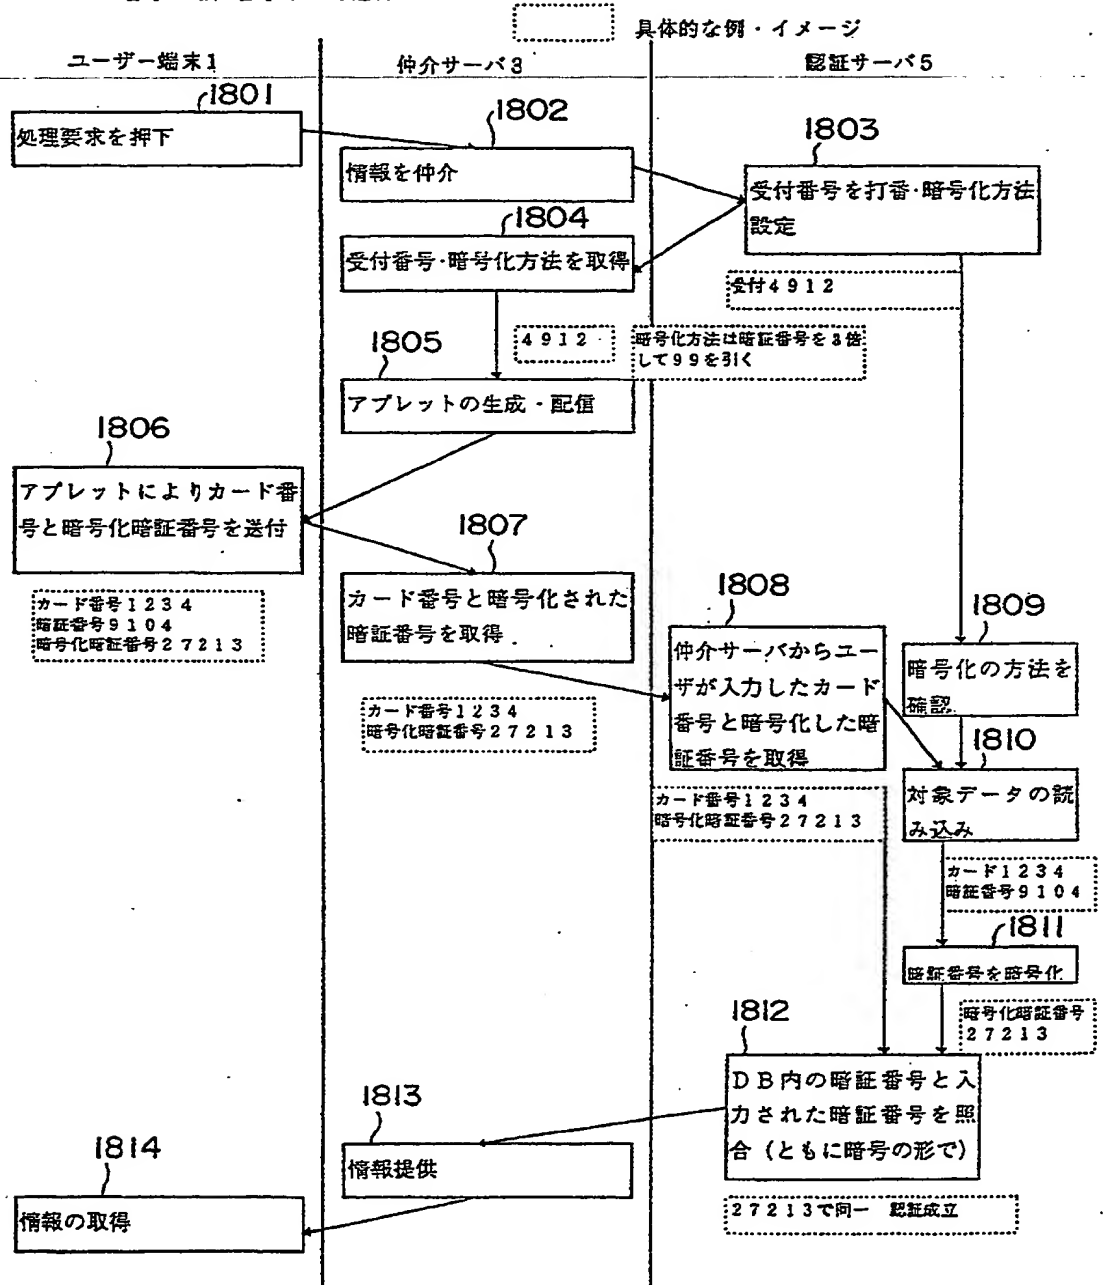 具体的な例・イメージ
ユーザー端末1
仲介サーバ3
認証サーバ5
1801
処理要求を押下
1802
情報を仲介
1803
受付番号を打番・暗号化方法
設定
1804
受付番号・暗号化方法を取得
受付4912
4912
暗号化方法は暗証番号を3倍
して99を引く
1805
アプレットの生成・配信
1806
アプレットによりカード番
号と暗号化暗証番号を送付
カード番号1234
暗証番号9104
暗号化暗証番号27213
1807
カード番号と暗号化された
暗証番号を取得
カード番号1234
暗号化暗証番号27213
1808
仲介サーバからユー
ザが入力したカード
番号と暗号化した暗
証番号を取得
カード番号1234
暗号化暗証番号27213
1809
暗号化の方法を
確認
1810
対象データの読
み込み
カード1234
暗証番号9104
1811
暗証番号を暗号化
暗号化暗証番号
27213
1812
DB内の暗証番号と入
力された暗証番号を照
合(ともに暗号の形で)
27213で同一 認証成立
1813
情報提供
1814
情報の取得